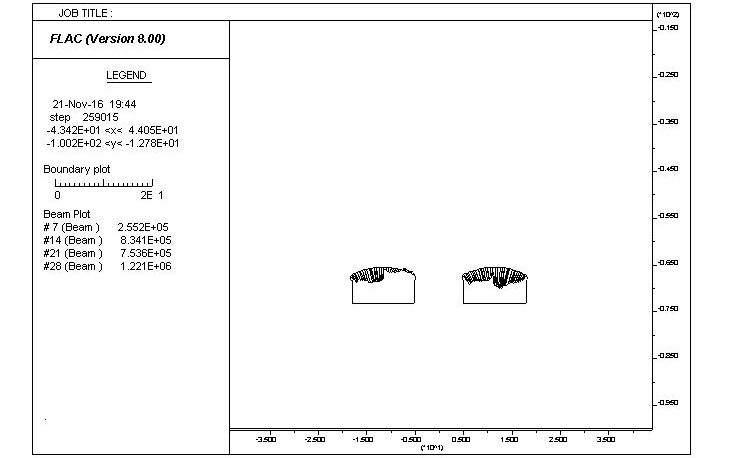 JOB TITLE :
FLAC (Version 8.00)
LEGEND
21-Nov-16 19:44
step 259015
-4.342E+01 <x< 4.405E+01
-1.002E+02 <y< -1.278E+01
Boundary plot
0 2E 1
Beam Plot
# 7 (Beam ) 2.552E+05
#14 (Beam ) 8.341E+05
#21 (Beam ) 7.536E+05
#28 (Beam ) 1.221E+06
(*10^2)
-0.150
-0.250
-0.350
-0.450
-0.550
-0.650
-0.750
-0.850
-0.950
-3.500 -2.500 -1.500 -0.500 0.500 1.500 2.500 3.500
(*10^1)